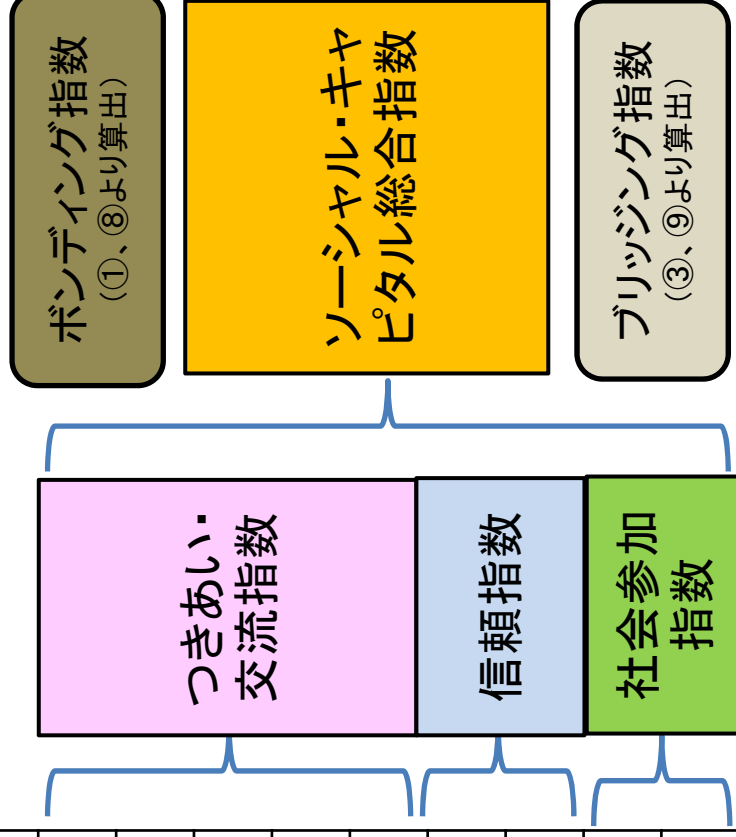 つきあい・
交流指数
信頼指数
社会参加
指数
ボンディング指数
(①、⑧より算出)
ソーシャル・キャ
ピタル総合指数
ブリッジング指数
(③、⑨より算出)